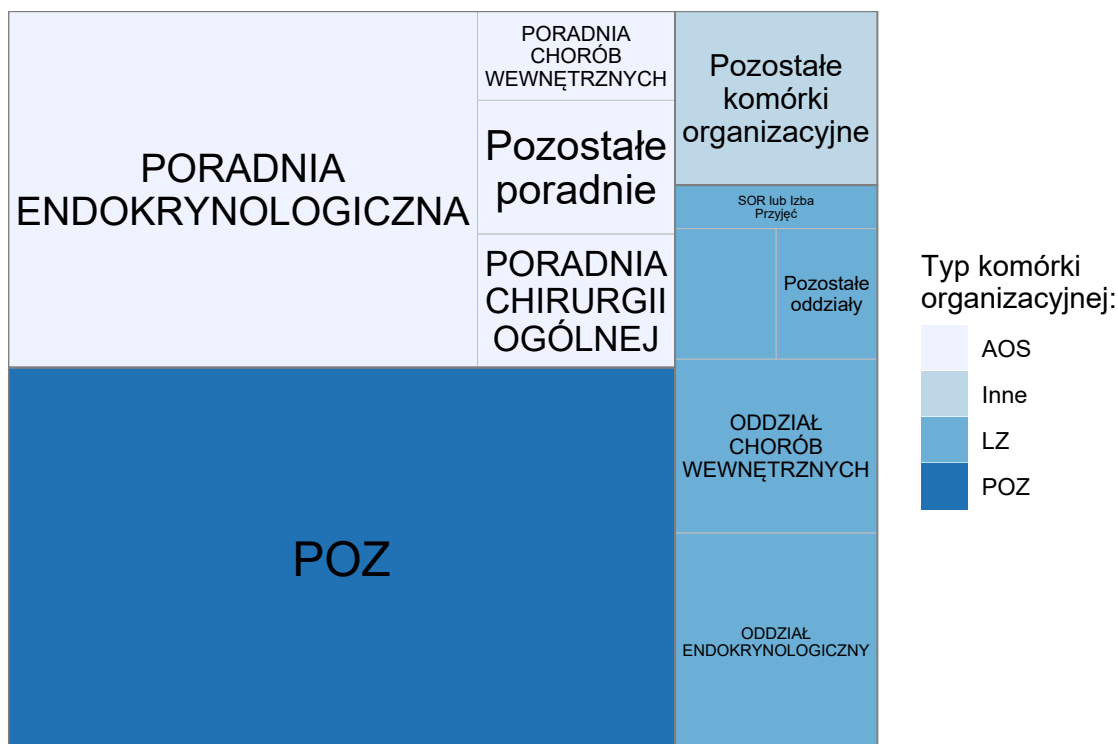 PORADNIA
ENDOKRYNOLOGICZNA
PORADNIA
CHORÓB
WEWNĘTRZNYCH
Pozostałe
poradnie
PORADNIA
CHIRURGII
OGÓLNEJ
POZ
Pozostałe
komórki
organizacyjne
SOR lub Izba
Przyjęć
Pozostałe
oddziały
ODDZIAŁ
CHORÓB
WEWNĘTRZNYCH
ODDZIAŁ
ENDOKRYNOLOGICZNY
Typ komórki
organizacyjnej:
AOS
Inne
LZ
POZ